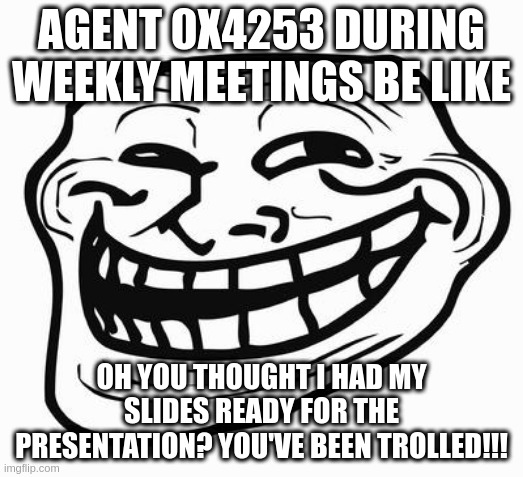 AGENT 0X4253 DURING
WEEKLY MEETINGS BE LIKE
OH YOU THOUGHT I HAD MY
SLIDES READY FOR THE
PRESENTATION? YOU'VE BEEN TROLLED!!!
imgflip.com